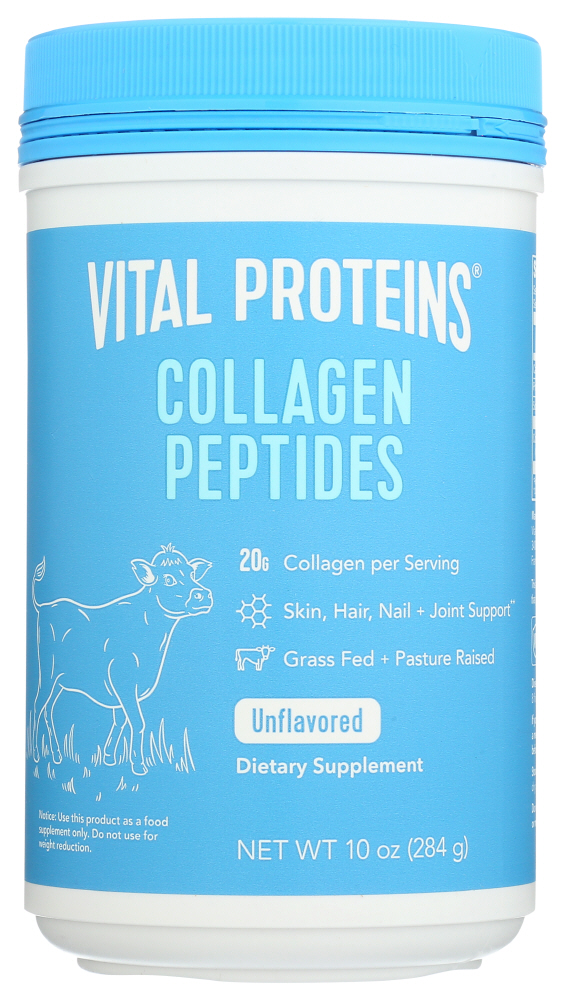 VITAL PROTEINS®
COLLAGEN
PEPTIDES
20G Collagen per Serving
Skin, Hair, Nail + Joint Support**
Grass Fed + Pasture Raised
Unflavored
Dietary Supplement
Notice: Use this product as a food
supplement only. Do not use for
weight reduction.
NET WT 10 oz (284 g)